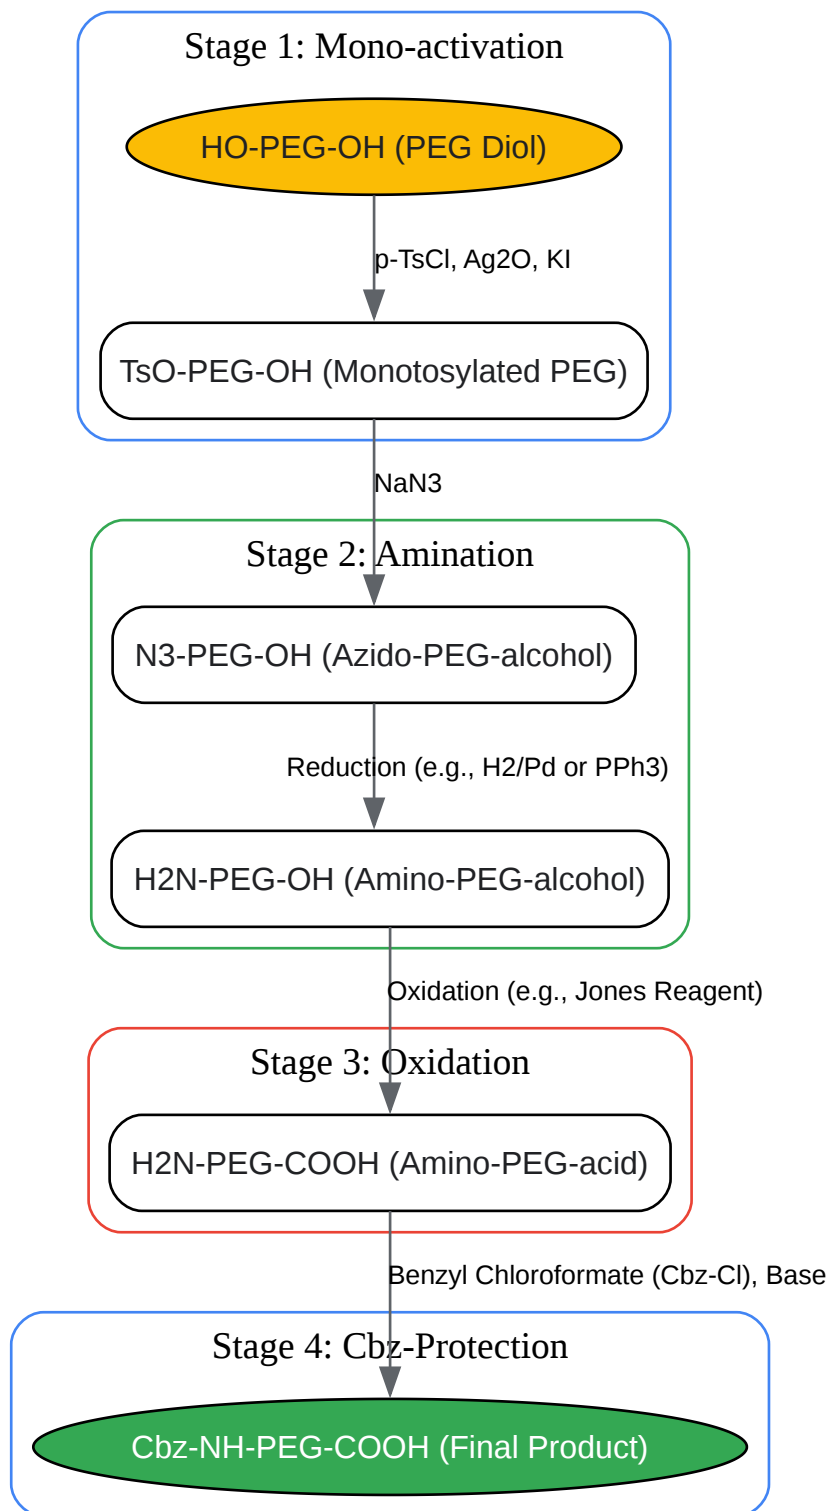 Stage 1: Mono-activation
HO-PEG-OH (PEG Diol)
p-TsCl, Ag2O, KI
TsO-PEG-OH (Monotosylated PEG)
NaN3
Stage 2: Amination
N3-PEG-OH (Azido-PEG-alcohol)
Reduction (e.g., H2/Pd or PPh3)
H2N-PEG-OH (Amino-PEG-alcohol)
Oxidation (e.g., Jones Reagent)
Stage 3: Oxidation
H2N-PEG-COOH (Amino-PEG-acid)
Benzyl Chloroformate (Cbz-Cl), Base
Stage 4: Cbz-Protection
Cbz-NH-PEG-COOH (Final Product)